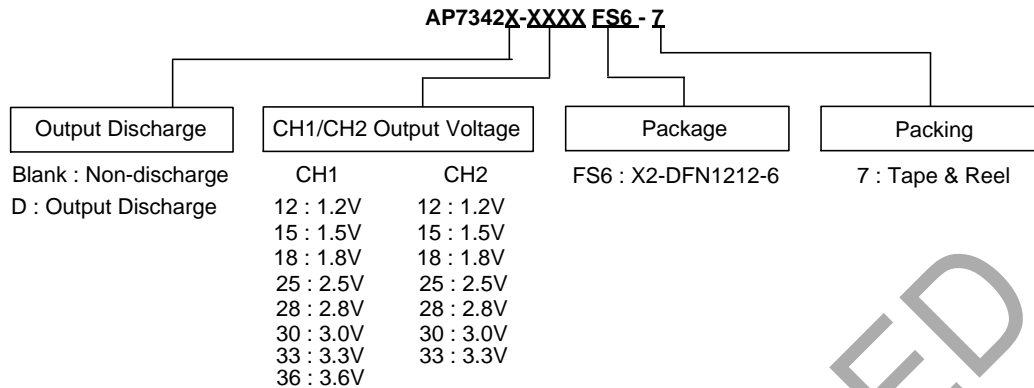 AP7342X-XXXX FS6 - 7
Output Discharge
CH1/CH2 Output Voltage
Package
Packing
Blank : Non-discharge
D : Output Discharge
CH1 CH2
12 : 1.2V 12 : 1.2V
15 : 1.5V 15 : 1.5V
18 : 1.8V 18 : 1.8V
25 : 2.5V 25 : 2.5V
28 : 2.8V 28 : 2.8V
30 : 3.0V 30 : 3.0V
33 : 3.3V 33 : 3.3V
36 : 3.6V
FS6 : X2-DFN1212-6
7 : Tape & Reel
ED